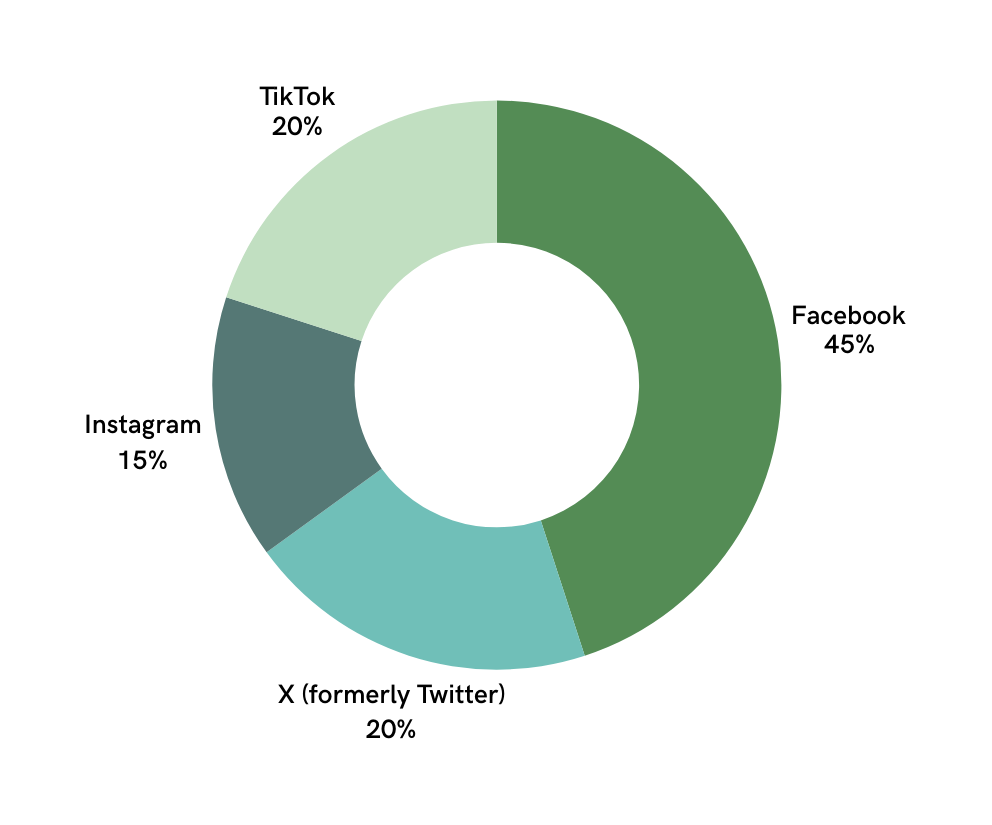 TikTok
20%
Facebook
45%
Instagram
15%
X (formerly Twitter)
20%